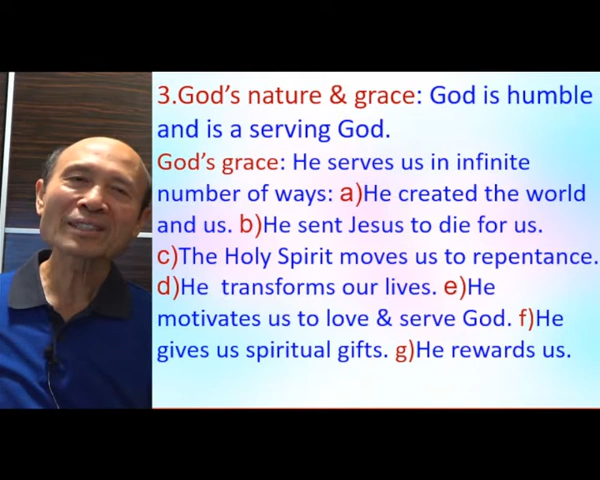 3.God's nature & grace: God is humble
and is a serving God.
God's grace: He serves us in infinite
number of ways: a)He created the world
and us. b)He sent Jesus to die for us.
c)The Holy Spirit moves us to repentance.
d)He  transforms our lives. e)He
motivates us to love & serve God. f)He
gives us spiritual gifts. g)He rewards us.